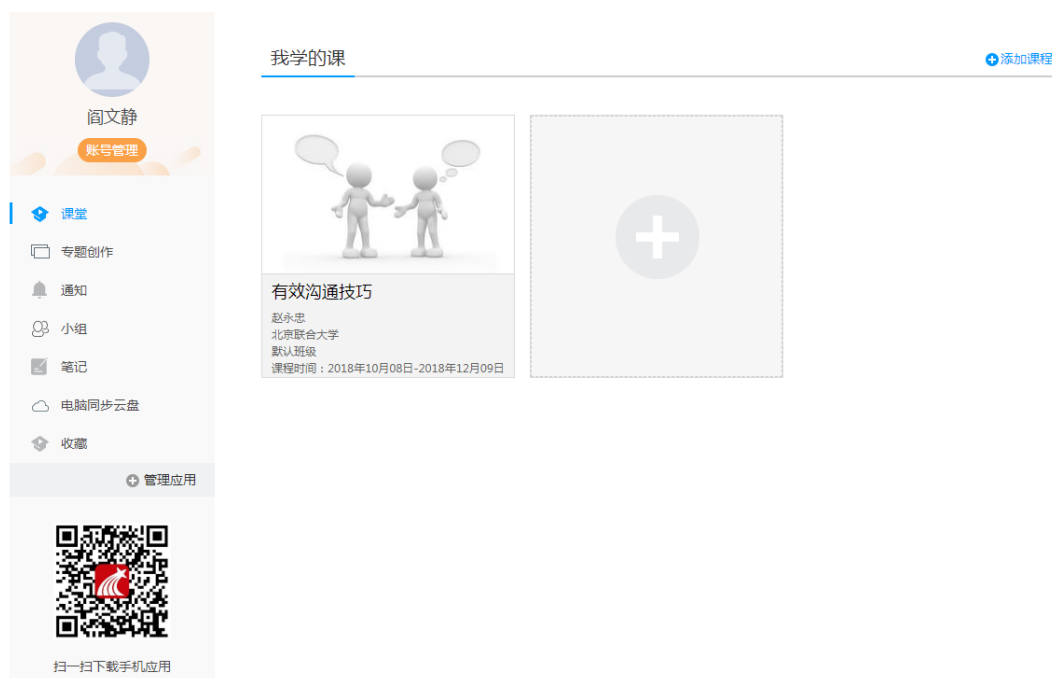 阎文静
账号管理
课堂
专题创作
通知
小组
笔记
电脑同步云盘
收藏
管理应用
扫一扫下载手机应用
我学的课
添加课程
有效沟通技巧
赵永忠
北京联合大学
默认班级
课程时间：2018年10月08日-2018年12月09日